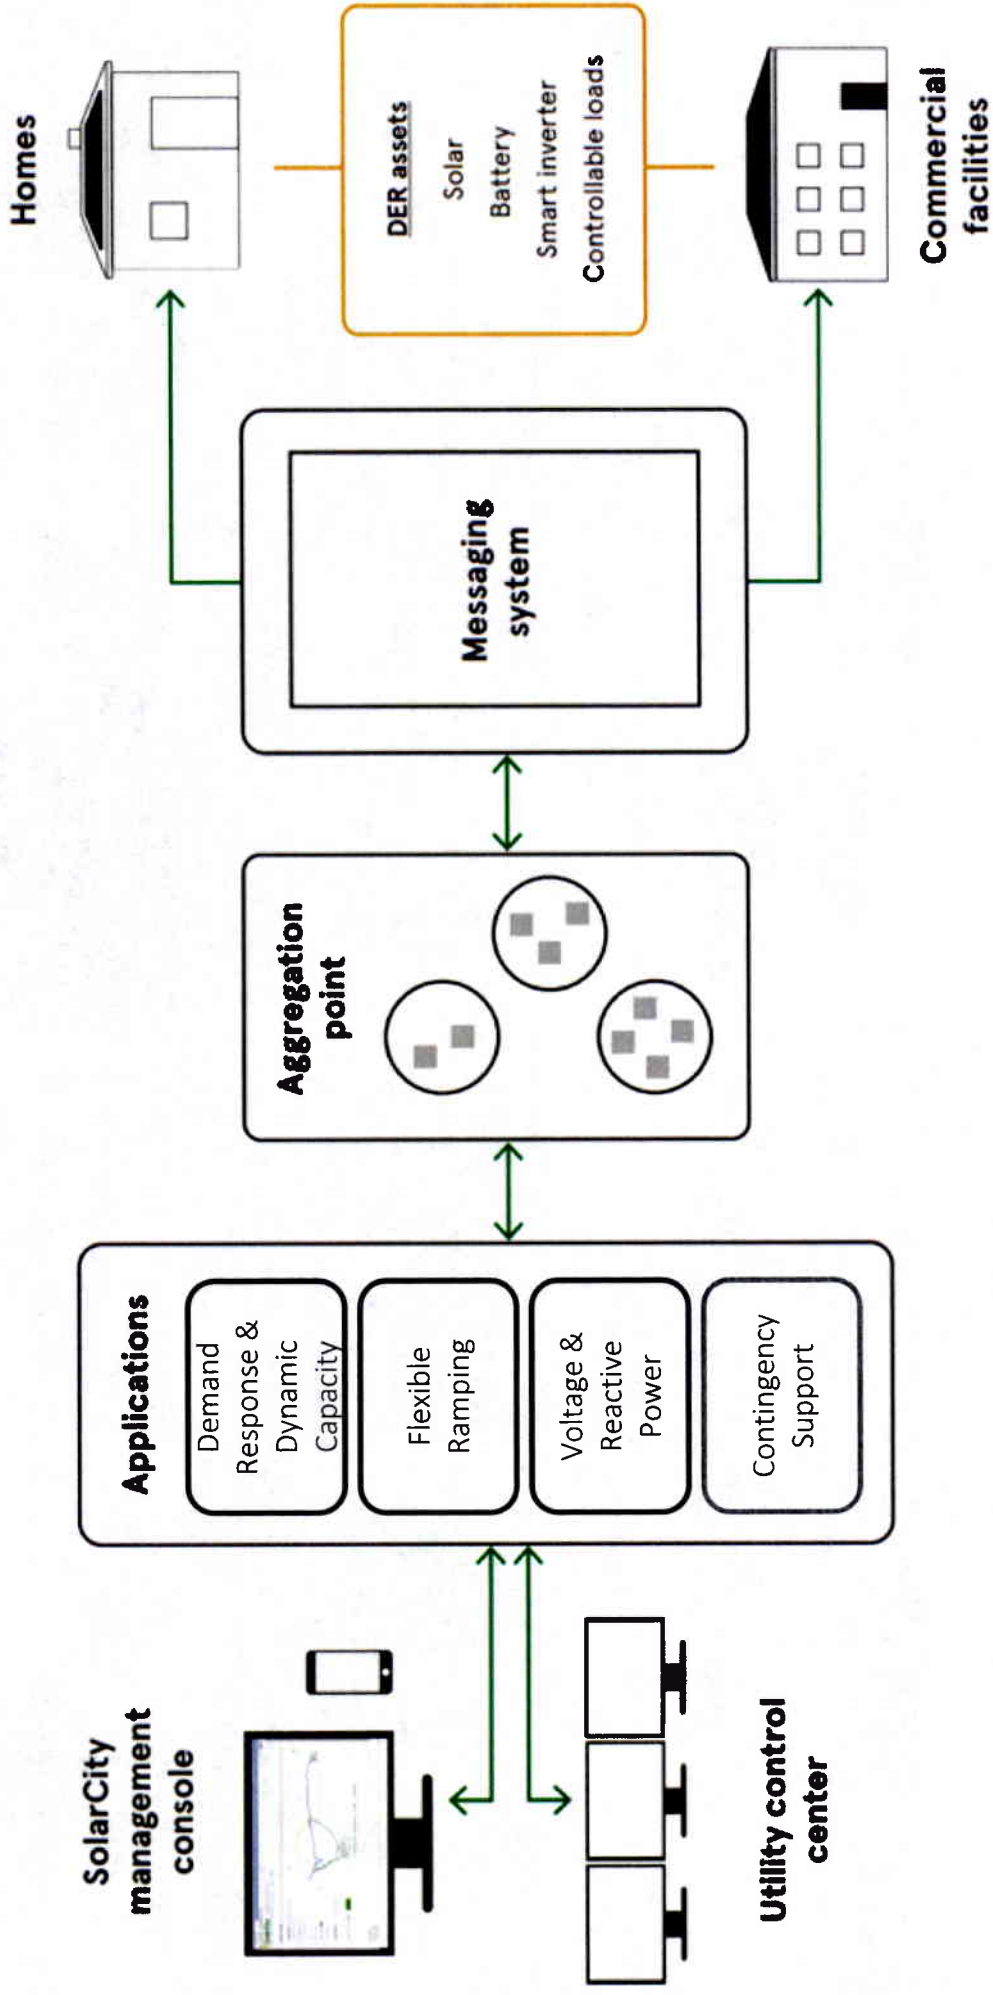 SolarCity
management
console
Utility control
center
Applications
Demand
Response &
Dynamic
Capacity
Flexible
Ramping
Voltage &
Reactive
Power
Contingency
Support
Aggregation
point
Messaging
system
Homes
DER assets
Solar
Battery
Smart inverter
Controllable loads
Commercial
facilities